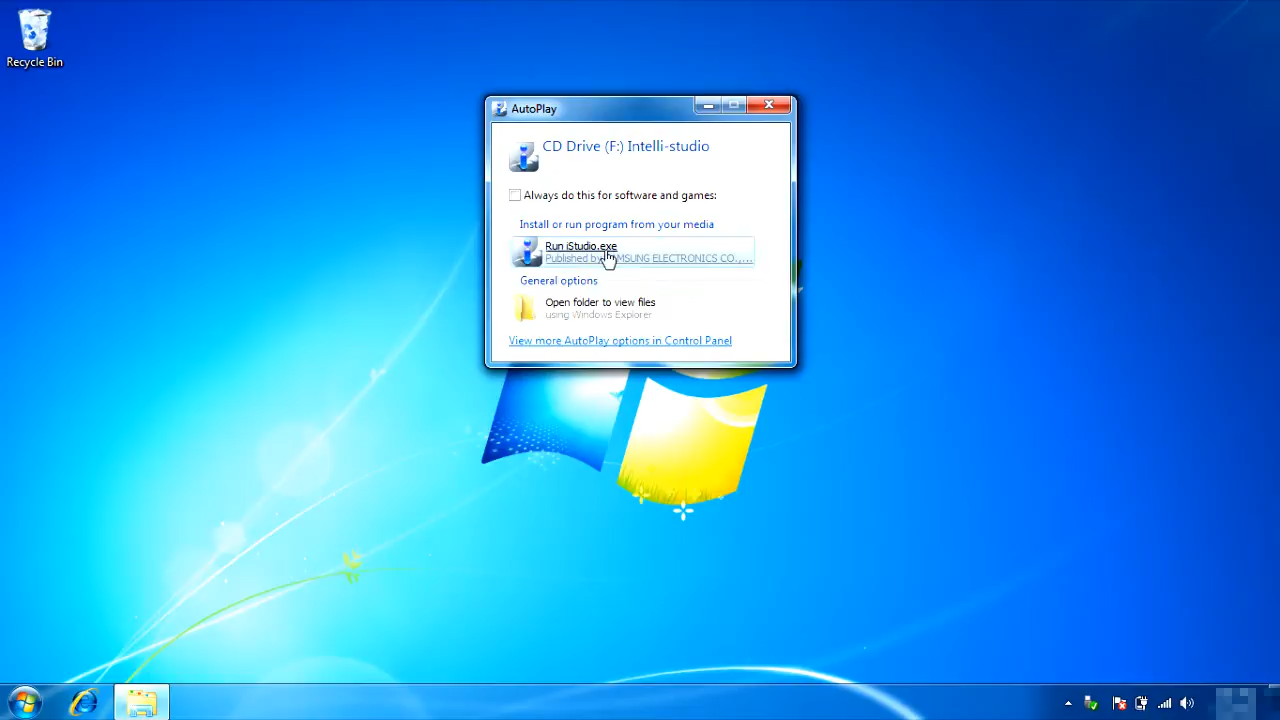 Recycle Bin
AutoPlay
CD Drive (F:) Intelli-studio
Always do this for software and games:
Install or run program from your media
Run iStudio.exe
Published by SAMSUNG ELECTRONICS CO.,...
General options
Open folder to view files
using Windows Explorer
View more AutoPlay options in Control Panel